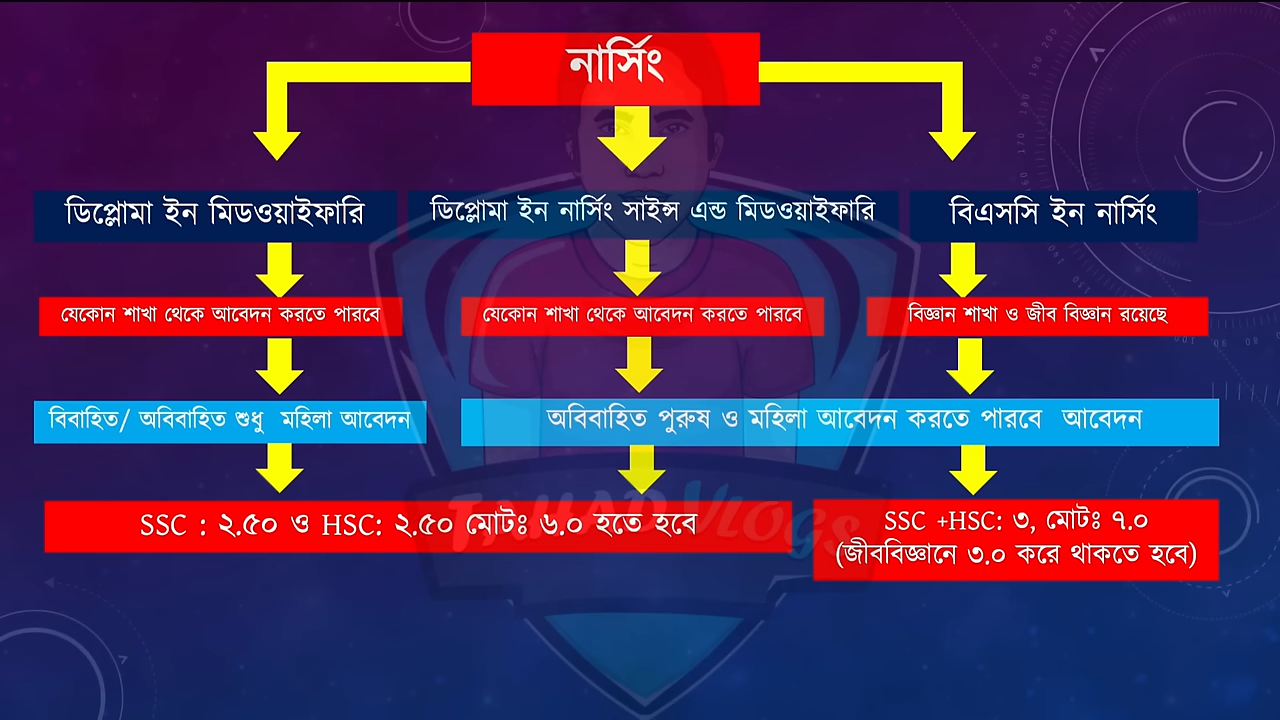 নার্সিং
ডিপ্লোমা ইন মিডওয়াইফারি
ডিপ্লোমা ইন নার্সিং সাইন্স এন্ড মিডওয়াইফারি
বিএসসি ইন নার্সিং
যেকোন শাখা থেকে আবেদন করতে পারবে
যেকোন শাখা থেকে আবেদন করতে পারবে
বিজ্ঞান শাখা ও জীব বিজ্ঞান রয়েছে
বিবাহিত/ অবিবাহিত শুধু মহিলা আবেদন
অবিবাহিত পুরুষ ও মহিলা আবেদন করতে পারবে আবেদন
SSC : ২.৫০ ও HSC: ২.৫০ মোটঃ ৬.০ হতে হবে
SSC +HSC: ৩, মোটঃ ৭.০
(জীববিজ্ঞানে ৩.০ করে থাকতে হবে)